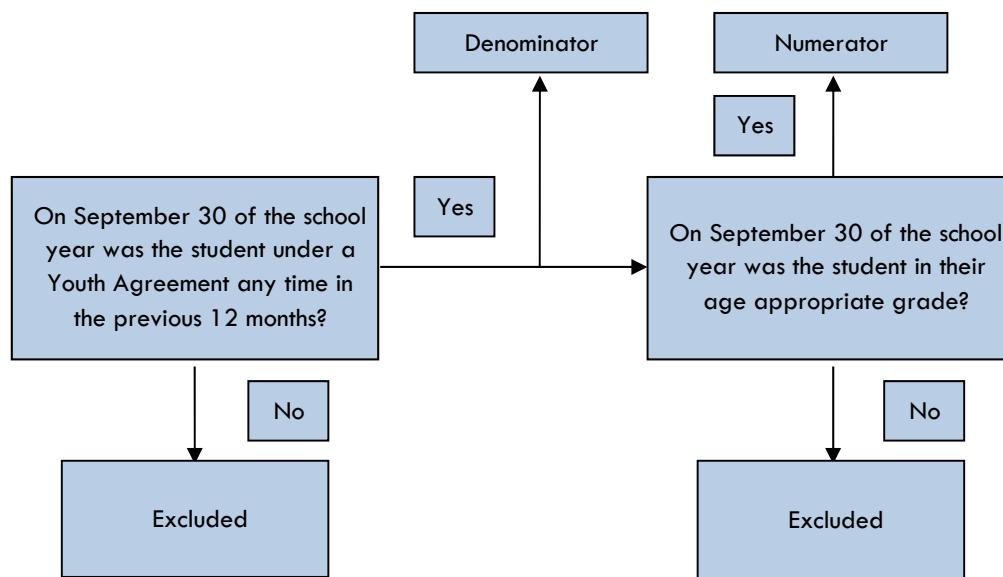 Denominator
Numerator
Yes
Yes
On September 30 of the school
year was the student under a
Youth Agreement any time in
the previous 12 months?
On September 30 of the school
year was the student in their
age appropriate grade?
No
No
Excluded
Excluded